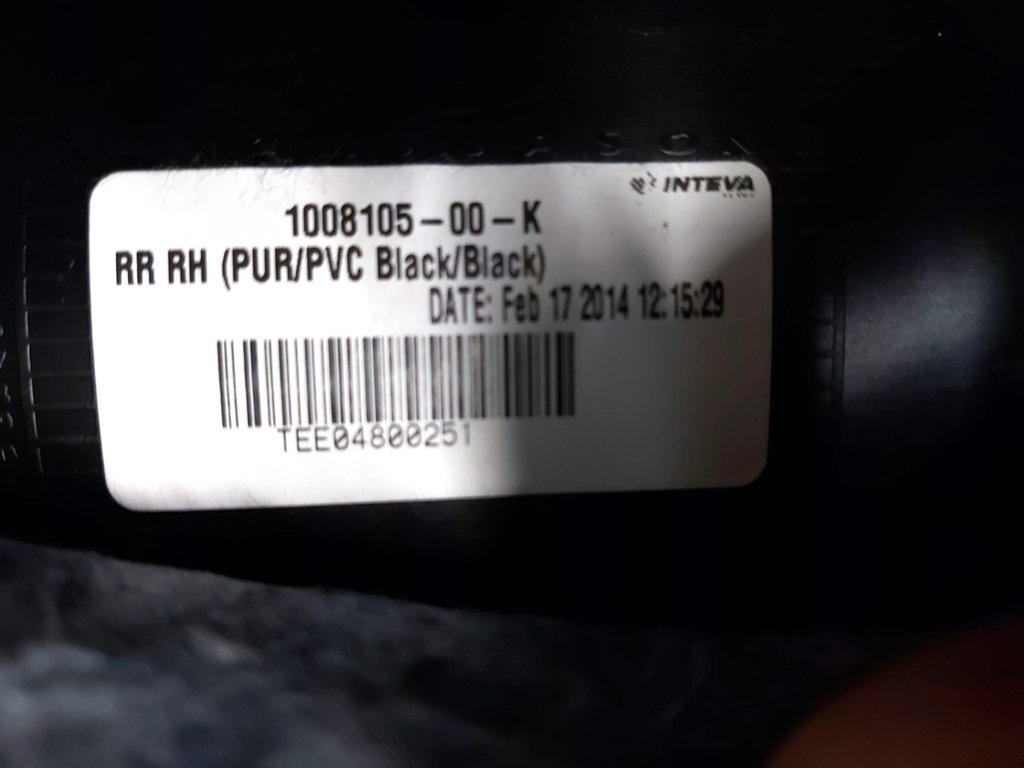 INTEVA
1008105-00-K
RR RH (PUR/PVC Black/Black)
DATE: Feb 17 2014 12:15:29
TEE04800251